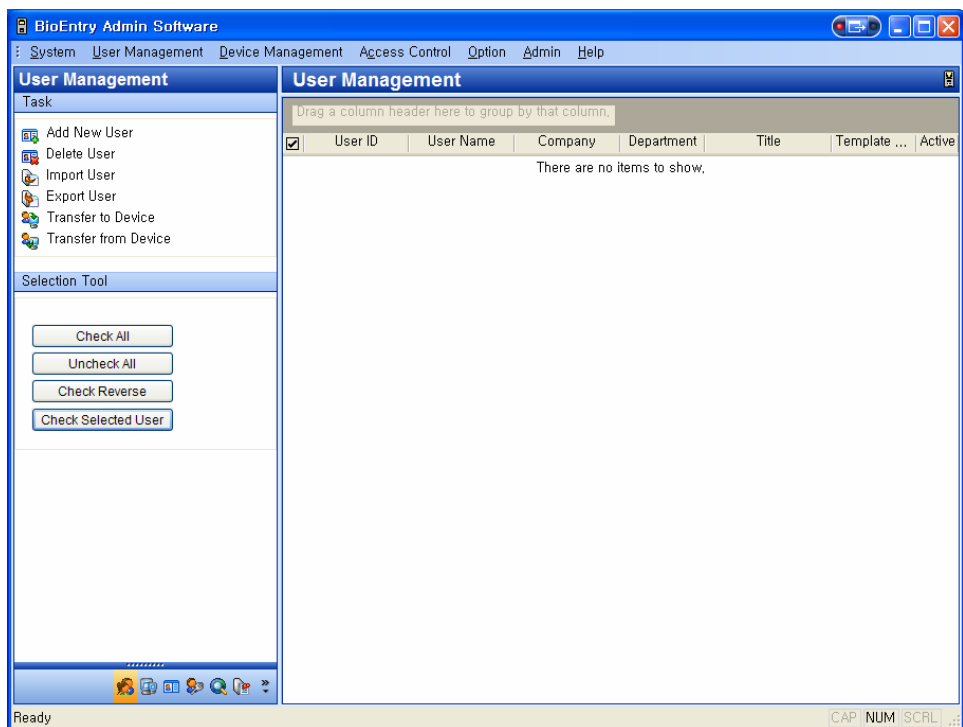 BioEntry Admin Software
System User Management Device Management Access Control Option Admin Help
User Management
Task
Add New User
Delete User
Import User
Export User
Transfer to Device
Transfer from Device
Selection Tool
Check All
Uncheck All
Check Reverse
Check Selected User
User Management
Drag a column header here to group by that column,
User ID User Name Company Department Title Template ... Active
There are no items to show,
Ready CAP NUM SCRL